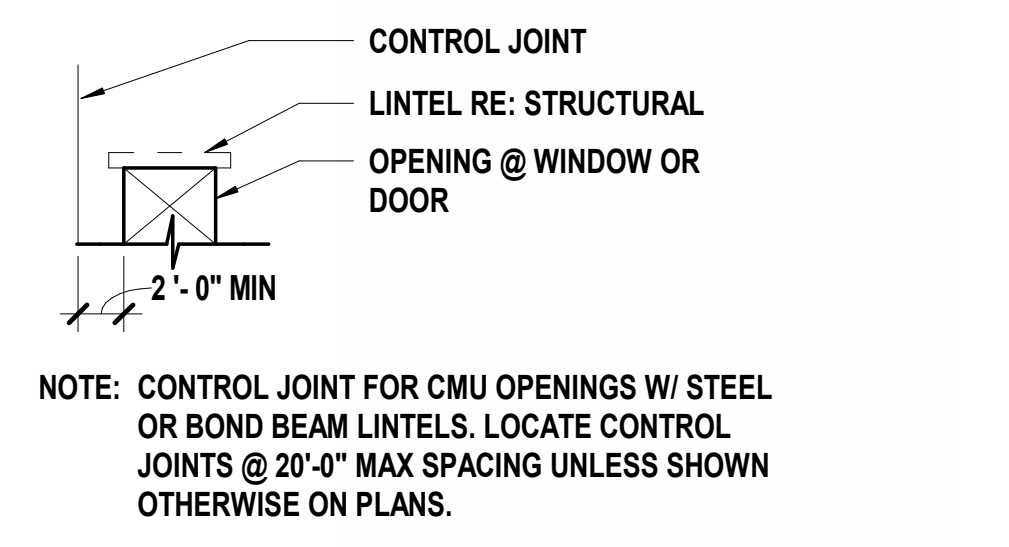 CONTROL JOINT
LINTEL RE: STRUCTURAL
OPENING @ WINDOW OR
DOOR
2 '- 0" MIN
NOTE: CONTROL JOINT FOR CMU OPENINGS W/ STEEL
OR BOND BEAM LINTELS. LOCATE CONTROL
JOINTS @ 20'-0" MAX SPACING UNLESS SHOWN
OTHERWISE ON PLANS.